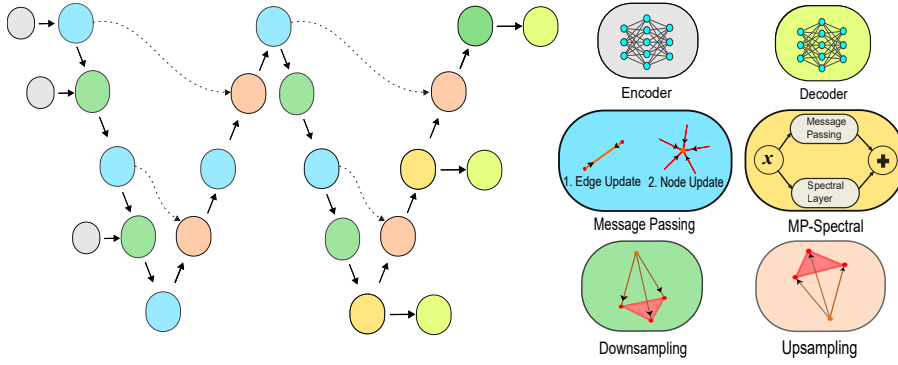 Encoder
Decoder
1. Edge Update
2. Node Update
Message Passing
Message
Passing
x
+
Spectral
Layer
MP-Spectral
Downsampling
Upsampling